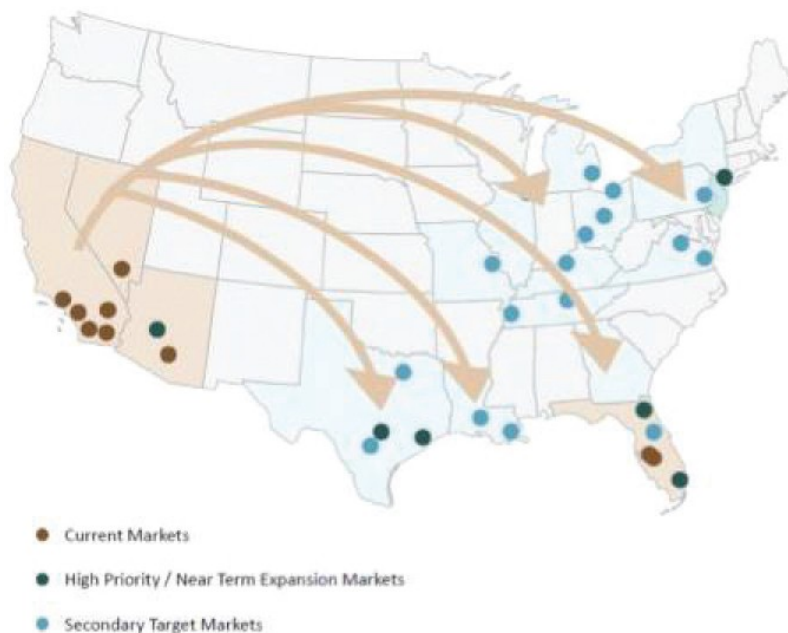 Current Markets
High Priority / Near Term Expansion Markets
Secondary Target Markets